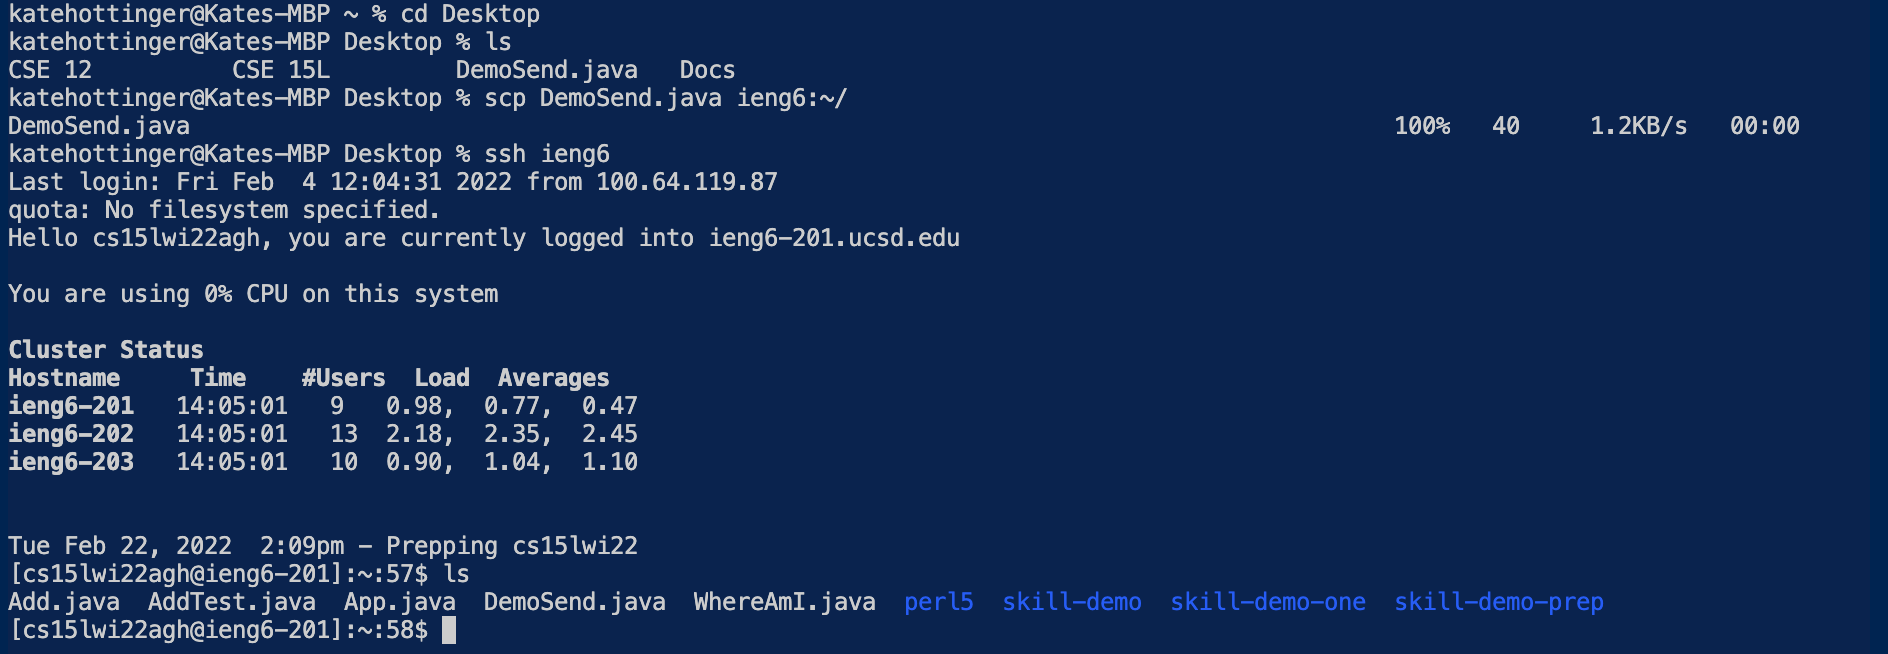 katehottinger@Kates-MBP ~ % cd Desktop
katehottinger@Kates-MBP Desktop % ls
CSE 12          CSE 15L         DemoSend.java   Docs
katehottinger@Kates-MBP Desktop % scp DemoSend.java ieng6:~/
DemoSend.java                                                                                      100%   40     1.2KB/s   00:00
katehottinger@Kates-MBP Desktop % ssh ieng6
Last login: Fri Feb  4 12:04:31 2022 from 100.64.119.87
quota: No filesystem specified.
Hello cs15lwi22agh, you are currently logged into ieng6-201.ucsd.edu
You are using 0% CPU on this system
Cluster Status
Hostname     Time    #Users  Load  Averages
ieng6-201   14:05:01   9   0.98,  0.77,  0.47
ieng6-202   14:05:01   13  2.18,  2.35,  2.45
ieng6-203   14:05:01   10  0.90,  1.04,  1.10
Tue Feb 22, 2022  2:09pm - Prepping cs15lwi22
[cs15lwi22agh@ieng6-201]:~:57$ ls
Add.java  AddTest.java  App.java  DemoSend.java  WhereAmI.java  perl5  skill-demo  skill-demo-one  skill-demo-prep
[cs15lwi22agh@ieng6-201]:~:58$